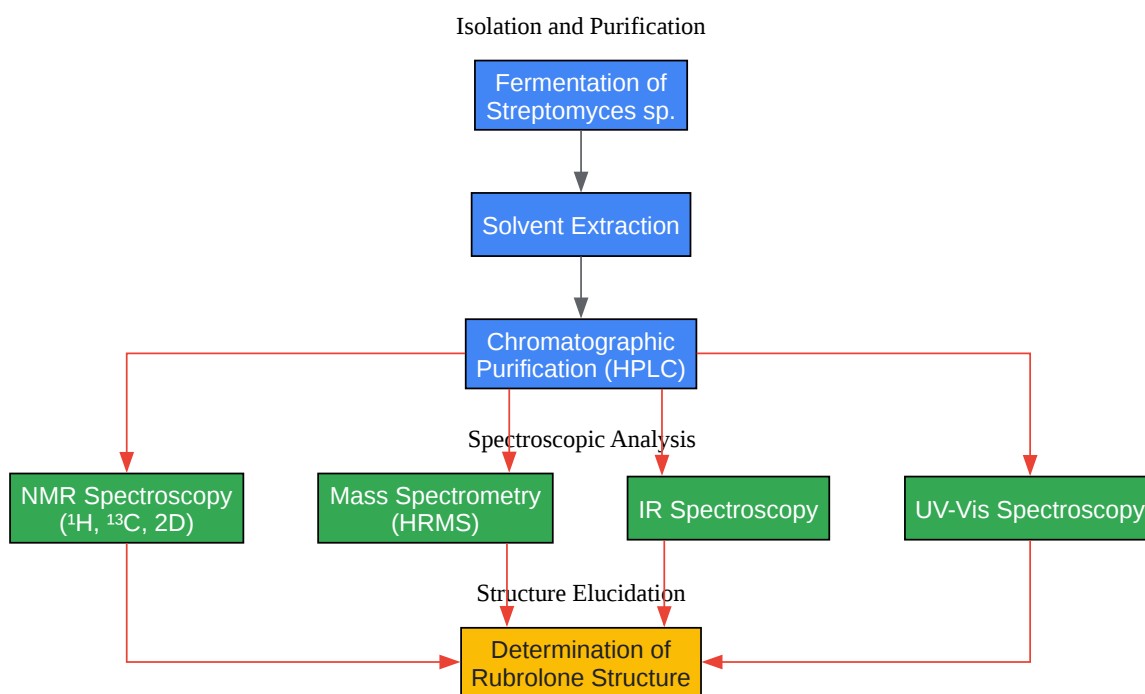 Isolation and Purification
Fermentation of
Streptomyces sp.
Solvent Extraction
Chromatographic
Purification (HPLC)
Spectroscopic Analysis
NMR Spectroscopy
(¹H, ¹³C, 2D)
Mass Spectrometry
(HRMS)
IR Spectroscopy
UV-Vis Spectroscopy
Structure Elucidation
Determination of
Rubrolone Structure